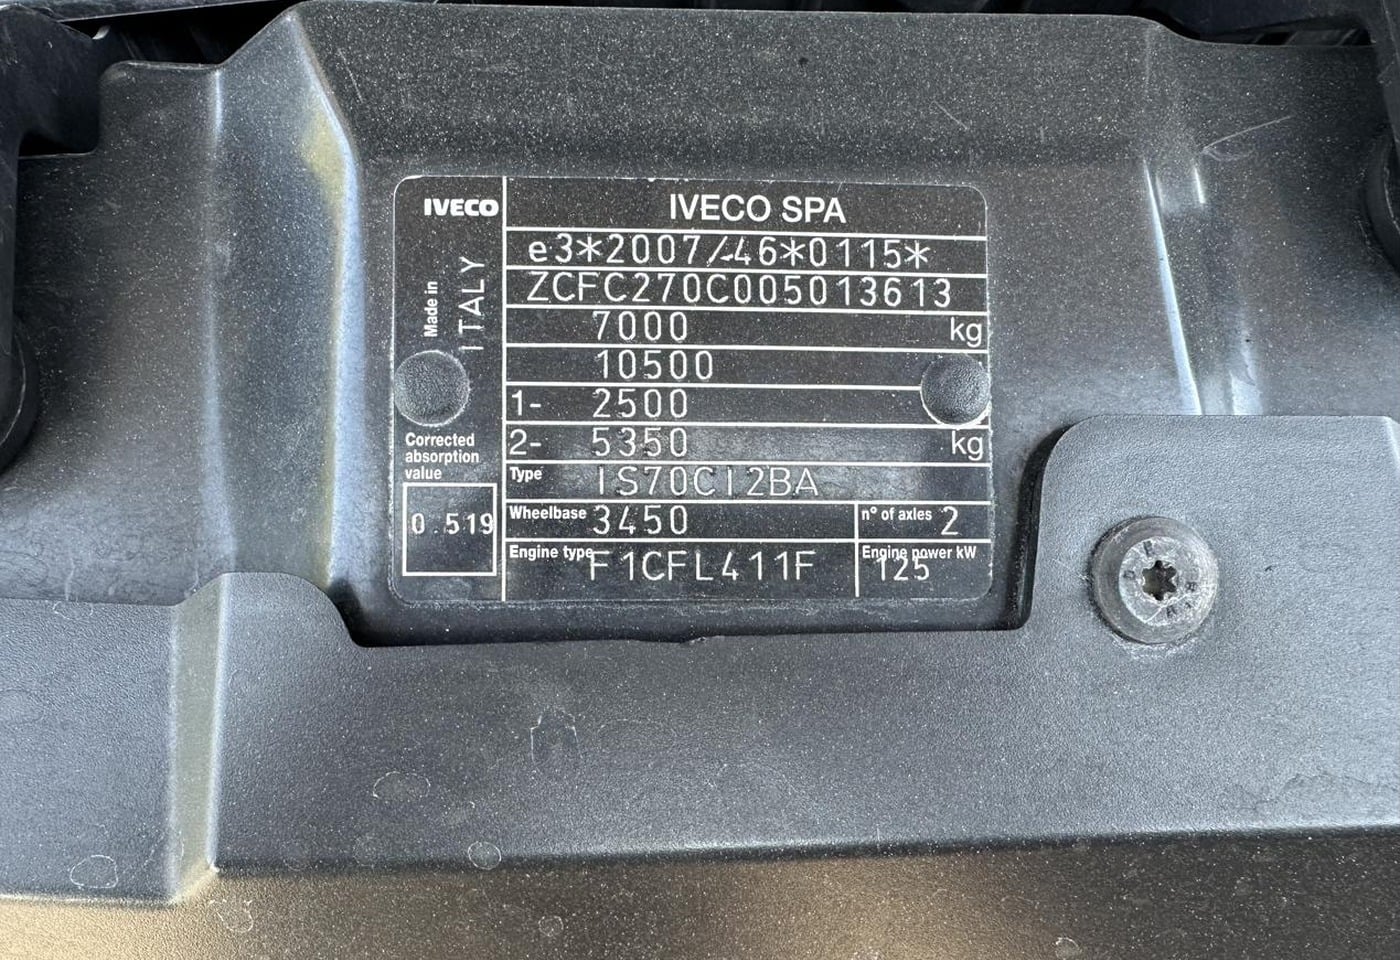 IVECO
IVECO SPA
e3*2007/46*0115*
ZCFC270C005013613
7000 kg
10500
1- 2500
2- 5350 kg
Type IS70CI2BA
Wheelbase 3450
n° of axles 2
Engine type F1CFL411F
Engine power kW 125
Made in
ITALY
Corrected
absorption
value
0.519